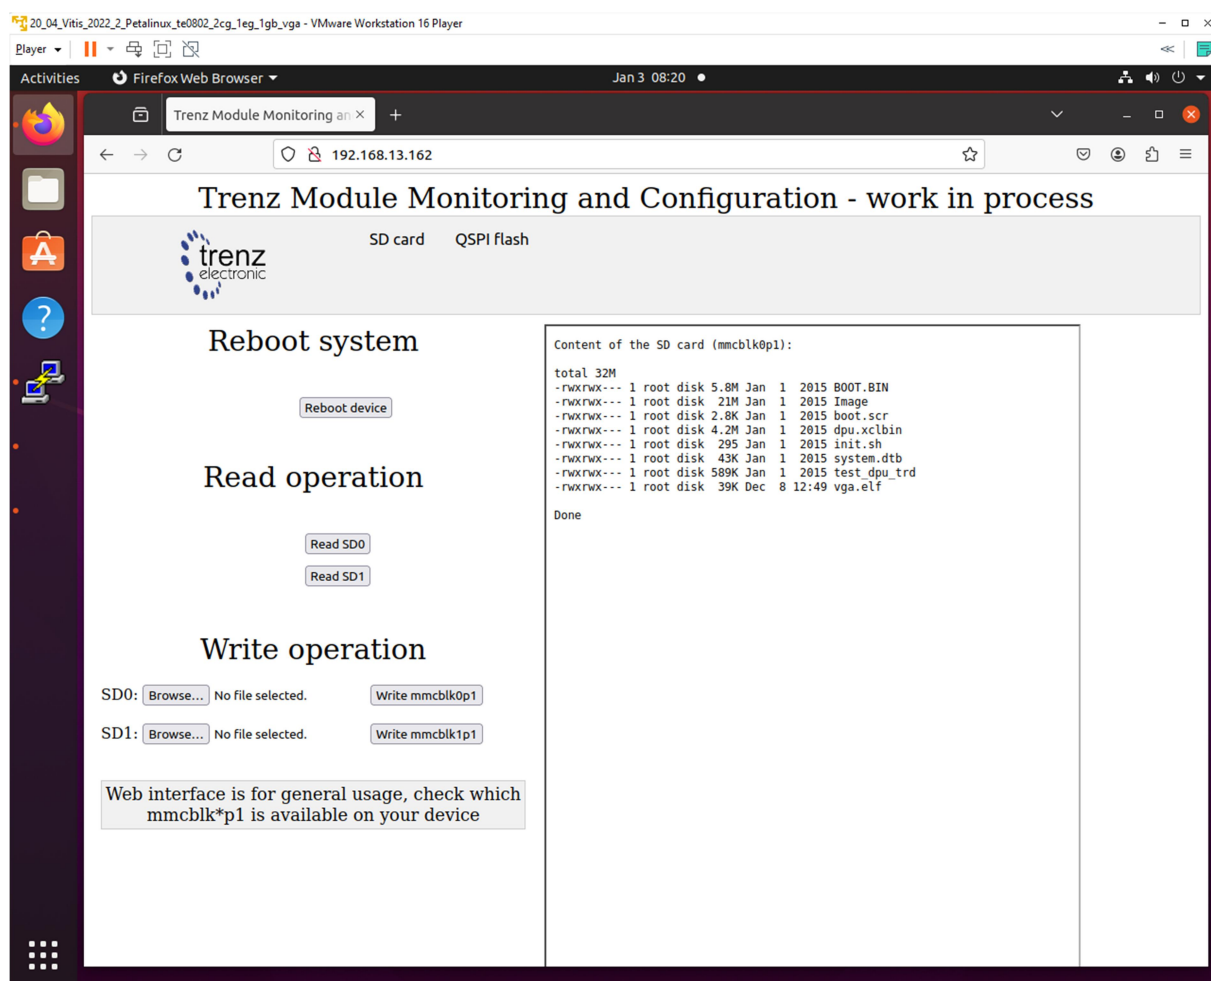 20_04_Vitis_2022_2_Petalinux_te0802_2cg_1eg_1gb_vga - VMware Workstation 16 Player
Player
Activities Firefox Web Browser Jan 3 08:20
Trenz Module Monitoring an
192.168.13.162
Trenz Module Monitoring and Configuration - work in process
trenz
electronic
SD card QSPI flash
Reboot system
Reboot device
Read operation
Read SD0
Read SD1
Write operation
SD0: Browse... No file selected. Write mmcblk0p1
SD1: Browse... No file selected. Write mmcblk1p1
Web interface is for general usage, check which
mmcblk*p1 is available on your device
Content of the SD card (mmcblk0p1):
total 32M
-rwxrwx--- 1 root disk 5.8M Jan  1  2015 BOOT.BIN
-rwxrwx--- 1 root disk  21M Jan  1  2015 Image
-rwxrwx--- 1 root disk 2.8K Jan  1  2015 boot.scr
-rwxrwx--- 1 root disk 4.2M Jan  1  2015 dpu.xclbin
-rwxrwx--- 1 root disk  295 Jan  1  2015 init.sh
-rwxrwx--- 1 root disk  43K Jan  1  2015 system.dtb
-rwxrwx--- 1 root disk 589K Jan  1  2015 test_dpu_trd
-rwxrwx--- 1 root disk  39K Dec  8 12:49 vga.elf
Done